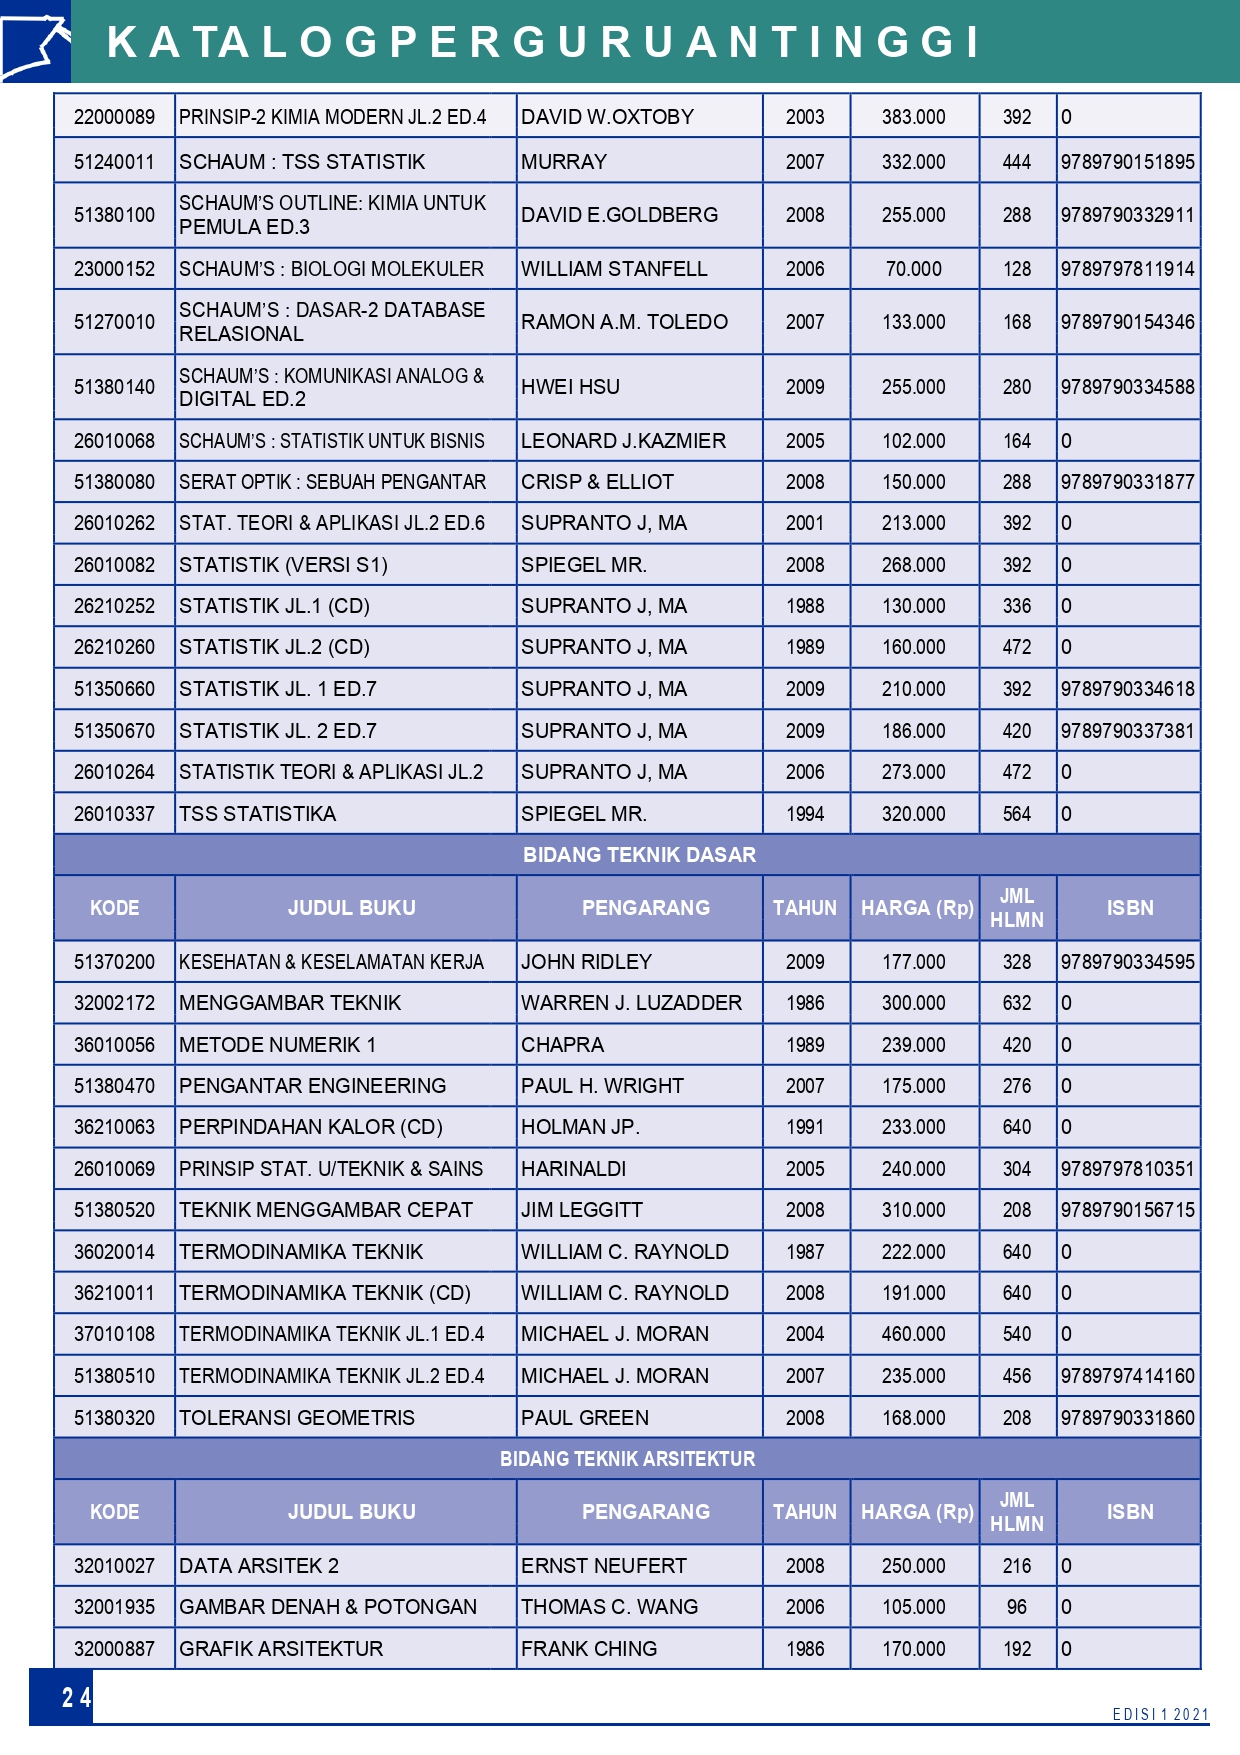 KATALOGPERGURUANTINGGI
22000089 PRINSIP-2 KIMIA MODERN JL.2 ED.4 DAVID W.OXTOBY 2003 383.000 392 0
51240011 SCHAUM : TSS STATISTIK MURRAY 2007 332.000 444 9789790151895
51380100 SCHAUM’S OUTLINE: KIMIA UNTUK PEMULA ED.3 DAVID E.GOLDBERG 2008 255.000 288 9789790332911
23000152 SCHAUM’S : BIOLOGI MOLEKULER WILLIAM STANFELL 2006 70.000 128 9789797811914
51270010 SCHAUM’S : DASAR-2 DATABASE RELASIONAL RAMON A.M. TOLEDO 2007 133.000 168 9789790154346
51380140 SCHAUM’S : KOMUNIKASI ANALOG & DIGITAL ED.2 HWEI HSU 2009 255.000 280 9789790334588
26010068 SCHAUM’S : STATISTIK UNTUK BISNIS LEONARD J.KAZMIER 2005 102.000 164 0
51380080 SERAT OPTIK : SEBUAH PENGANTAR CRISP & ELLIOT 2008 150.000 288 9789790331877
26010262 STAT. TEORI & APLIKASI JL.2 ED.6 SUPRANTO J, MA 2001 213.000 392 0
26010082 STATISTIK (VERSI S1) SPIEGEL MR. 2008 268.000 392 0
26210252 STATISTIK JL.1 (CD) SUPRANTO J, MA 1988 130.000 336 0
26210260 STATISTIK JL.2 (CD) SUPRANTO J, MA 1989 160.000 472 0
51350660 STATISTIK JL. 1 ED.7 SUPRANTO J, MA 2009 210.000 392 9789790334618
51350670 STATISTIK JL. 2 ED.7 SUPRANTO J, MA 2009 186.000 420 9789790337381
26010264 STATISTIK TEORI & APLIKASI JL.2 SUPRANTO J, MA 2006 273.000 472 0
26010337 TSS STATISTIKA SPIEGEL MR. 1994 320.000 564 0
BIDANG TEKNIK DASAR
KODE JUDUL BUKU PENGARANG TAHUN HARGA (Rp) JML HLMN ISBN
51370200 KESEHATAN & KESELAMATAN KERJA JOHN RIDLEY 2009 177.000 328 9789790334595
32002172 MENGGAMBAR TEKNIK WARREN J. LUZADDER 1986 300.000 632 0
36010056 METODE NUMERIK 1 CHAPRA 1989 239.000 420 0
51380470 PENGANTAR ENGINEERING PAUL H. WRIGHT 2007 175.000 276 0
36210063 PERPINDAHAN KALOR (CD) HOLMAN JP. 1991 233.000 640 0
26010069 PRINSIP STAT. U/TEKNIK & SAINS HARINALDI 2005 240.000 304 9789797810351
51380520 TEKNIK MENGGAMBAR CEPAT JIM LEGGITT 2008 310.000 208 9789790156715
36020014 TERMODINAMIKA TEKNIK WILLIAM C. RAYNOLD 1987 222.000 640 0
36210011 TERMODINAMIKA TEKNIK (CD) WILLIAM C. RAYNOLD 2008 191.000 640 0
37010108 TERMODINAMIKA TEKNIK JL.1 ED.4 MICHAEL J. MORAN 2004 460.000 540 0
51380510 TERMODINAMIKA TEKNIK JL.2 ED.4 MICHAEL J. MORAN 2007 235.000 456 9789797414160
51380320 TOLERANSI GEOMETRIS PAUL GREEN 2008 168.000 208 9789790331860
BIDANG TEKNIK ARSITEKTUR
KODE JUDUL BUKU PENGARANG TAHUN HARGA (Rp) JML HLMN ISBN
32010027 DATA ARSITEK 2 ERNST NEUFERT 2008 250.000 216 0
32001935 GAMBAR DENAH & POTONGAN THOMAS C. WANG 2006 105.000 96 0
32000887 GRAFIK ARSITEKTUR FRANK CHING 1986 170.000 192 0
24
EDISI 1 2021